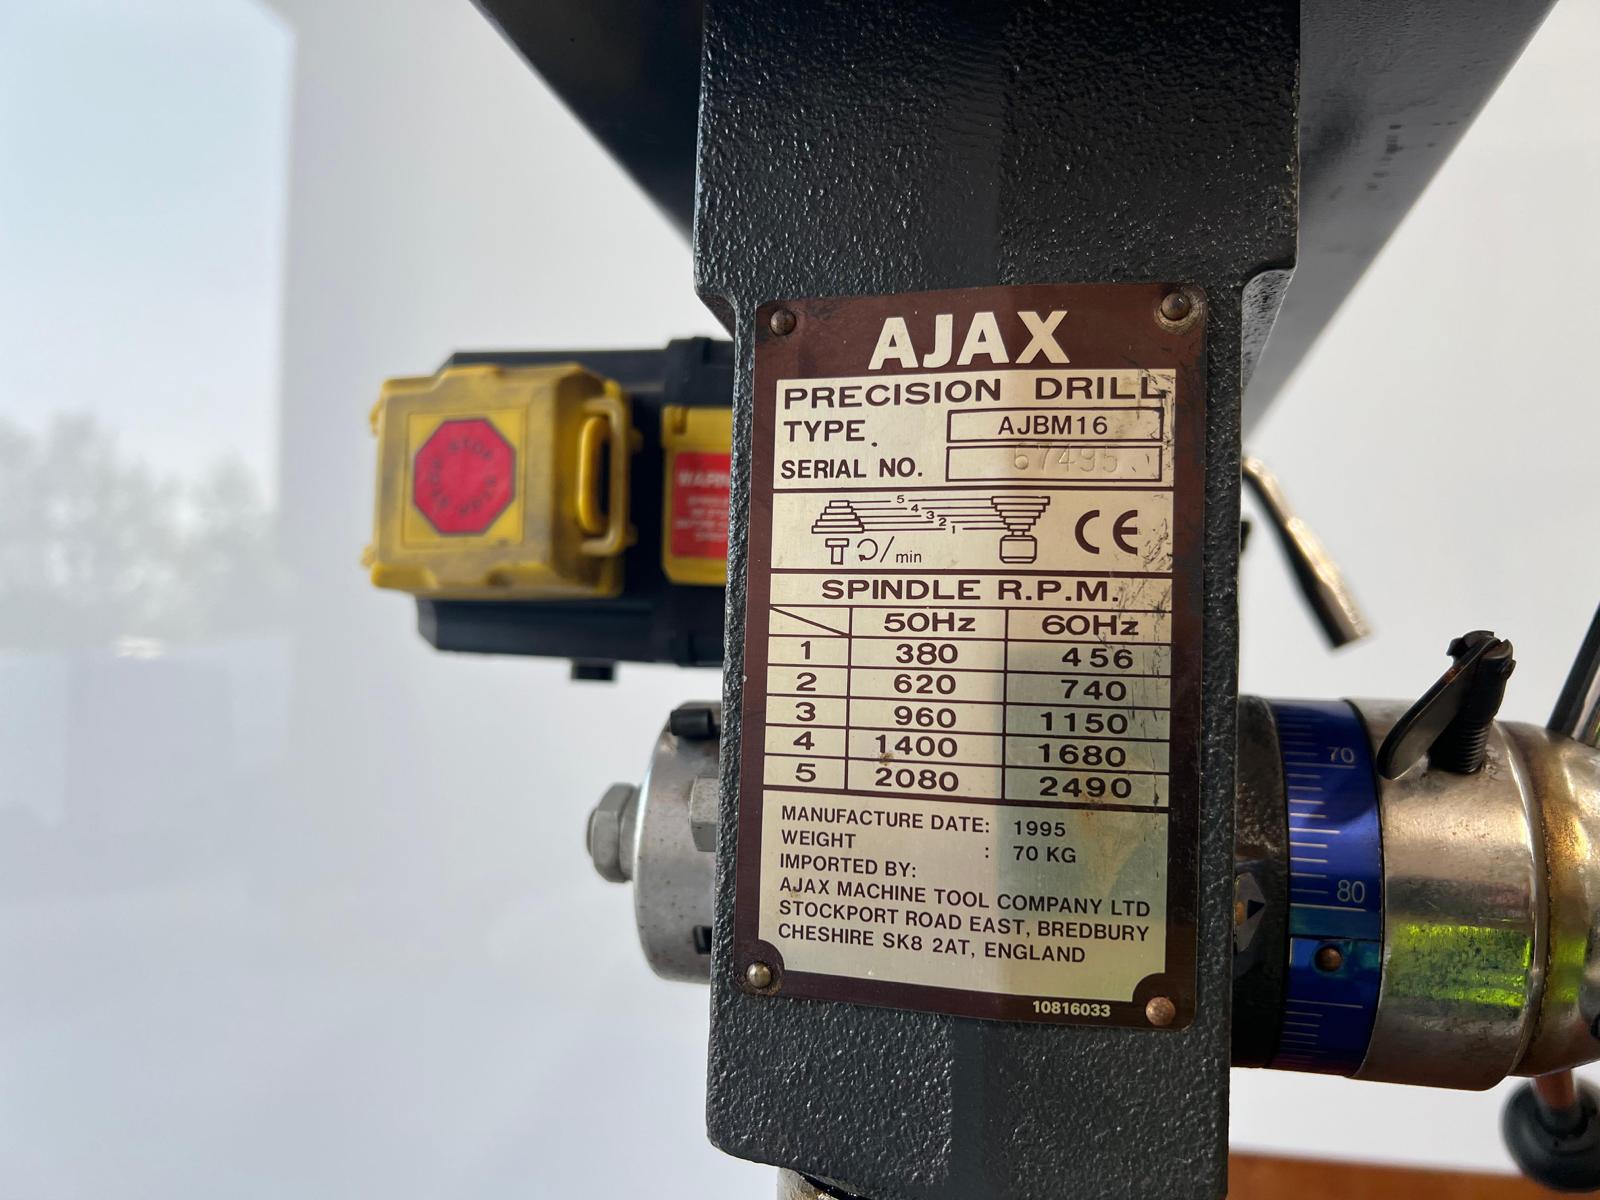 AJAX
PRECISION DRILL
TYPE. AJBM16
SERIAL NO. 67495
5
4
3
2
1
/min CE
SPINDLE R.P.M.
50Hz 60Hz
1 380 456
2 620 740
3 960 1150
4 1400 1680
5 2080 2490
MANUFACTURE DATE: 1995
WEIGHT : 70 KG
IMPORTED BY:
AJAX MACHINE TOOL COMPANY LTD
STOCKPORT ROAD EAST, BREDBURY
CHESHIRE SK8 2AT, ENGLAND
10816033
STOP
STOP
STOP
70
80